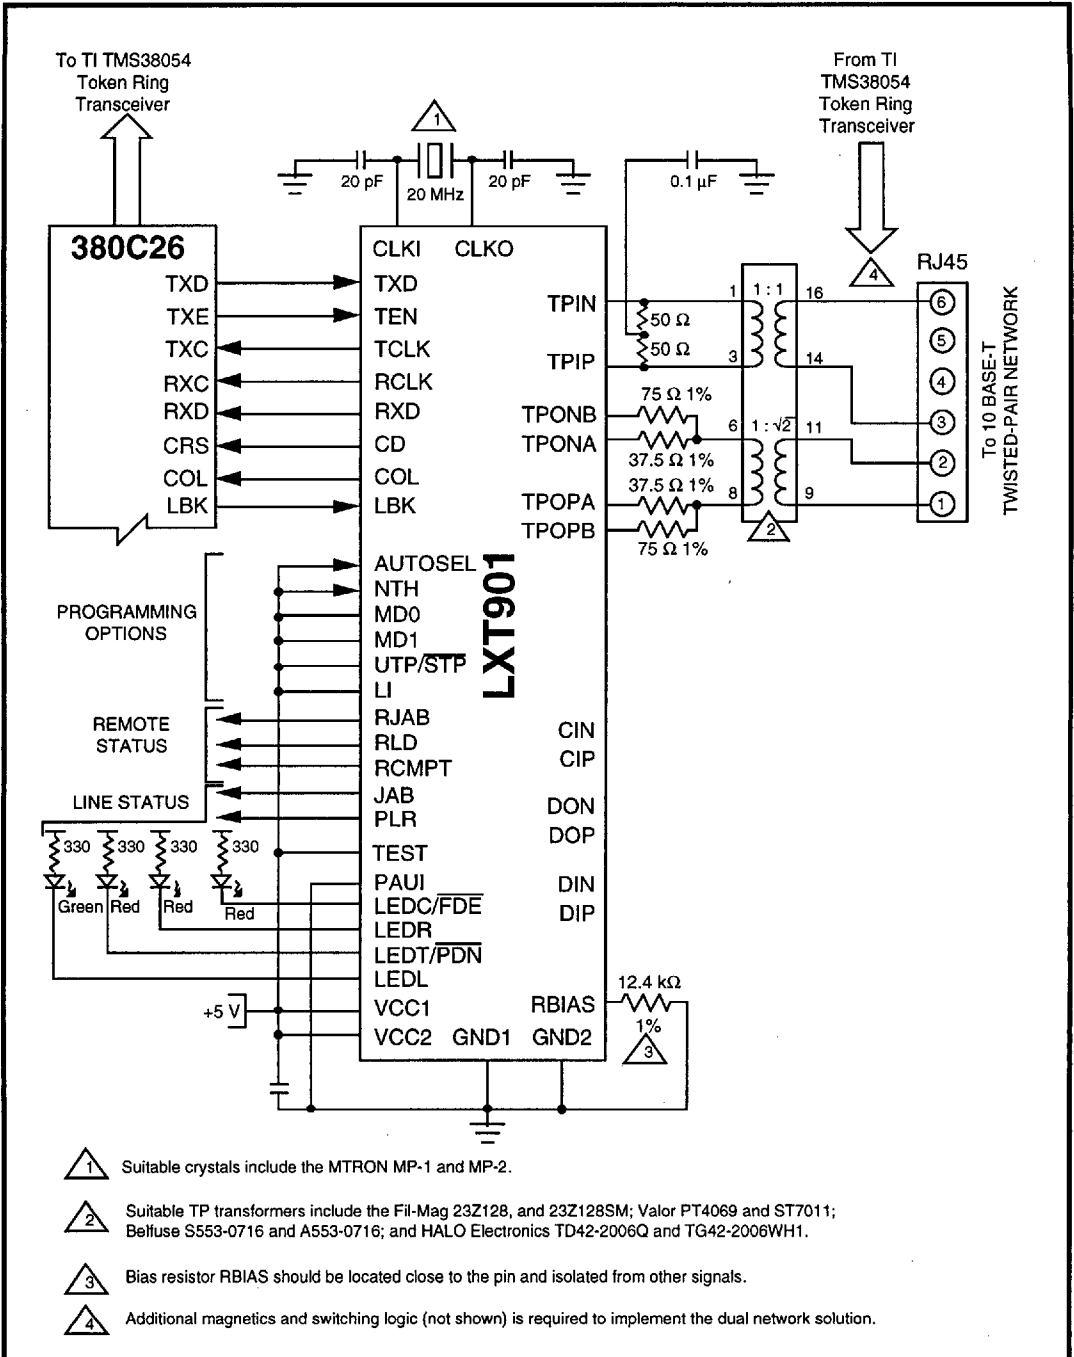 To TI TMS38054
Token Ring
Transceiver
From TI
TMS38054
Token Ring
Transceiver
1
20 pF
20 MHz
20 pF
0.1 µF
4
RJ45
380C26
TXD
TXE
TXC
RXC
RXD
CRS
COL
LBK
CLKI
CLKO
TXD
TEN
TCLK
RCLK
RXD
CD
COL
LBK
AUTOSEL
NTH
MD0
MD1
UTP/STP
LI
RJAB
RLD
RCMPT
JAB
PLR
TEST
PAUI
LEDC/FDE
LEDR
LEDT/PDN
LEDL
VCC1
VCC2
GND1
GND2
LXT901
TPIN
TPIP
TPONB
TPONA
TPOPA
TPOPB
CIN
CIP
DON
DOP
DIN
DIP
RBIAS
50 Ω
50 Ω
75 Ω 1%
37.5 Ω 1%
37.5 Ω 1%
75 Ω 1%
1
1 : 1
16
3
14
6
1 : √2
11
8
9
2
6
5
4
3
2
1
To 10 BASE-T
TWISTED-PAIR NETWORK
PROGRAMMING
OPTIONS
REMOTE
STATUS
LINE STATUS
330
330
330
330
Green
Red
Red
Red
+5 V
12.4 kΩ
1%
3
1 Suitable crystals include the MTRON MP-1 and MP-2.
2 Suitable TP transformers include the Fil-Mag 23Z128, and 23Z128SM; Valor PT4069 and ST7011;
Belfuse S553-0716 and A553-0716; and HALO Electronics TD42-2006Q and TG42-2006WH1.
3 Bias resistor RBIAS should be located close to the pin and isolated from other signals.
4 Additional magnetics and switching logic (not shown) is required to implement the dual network solution.